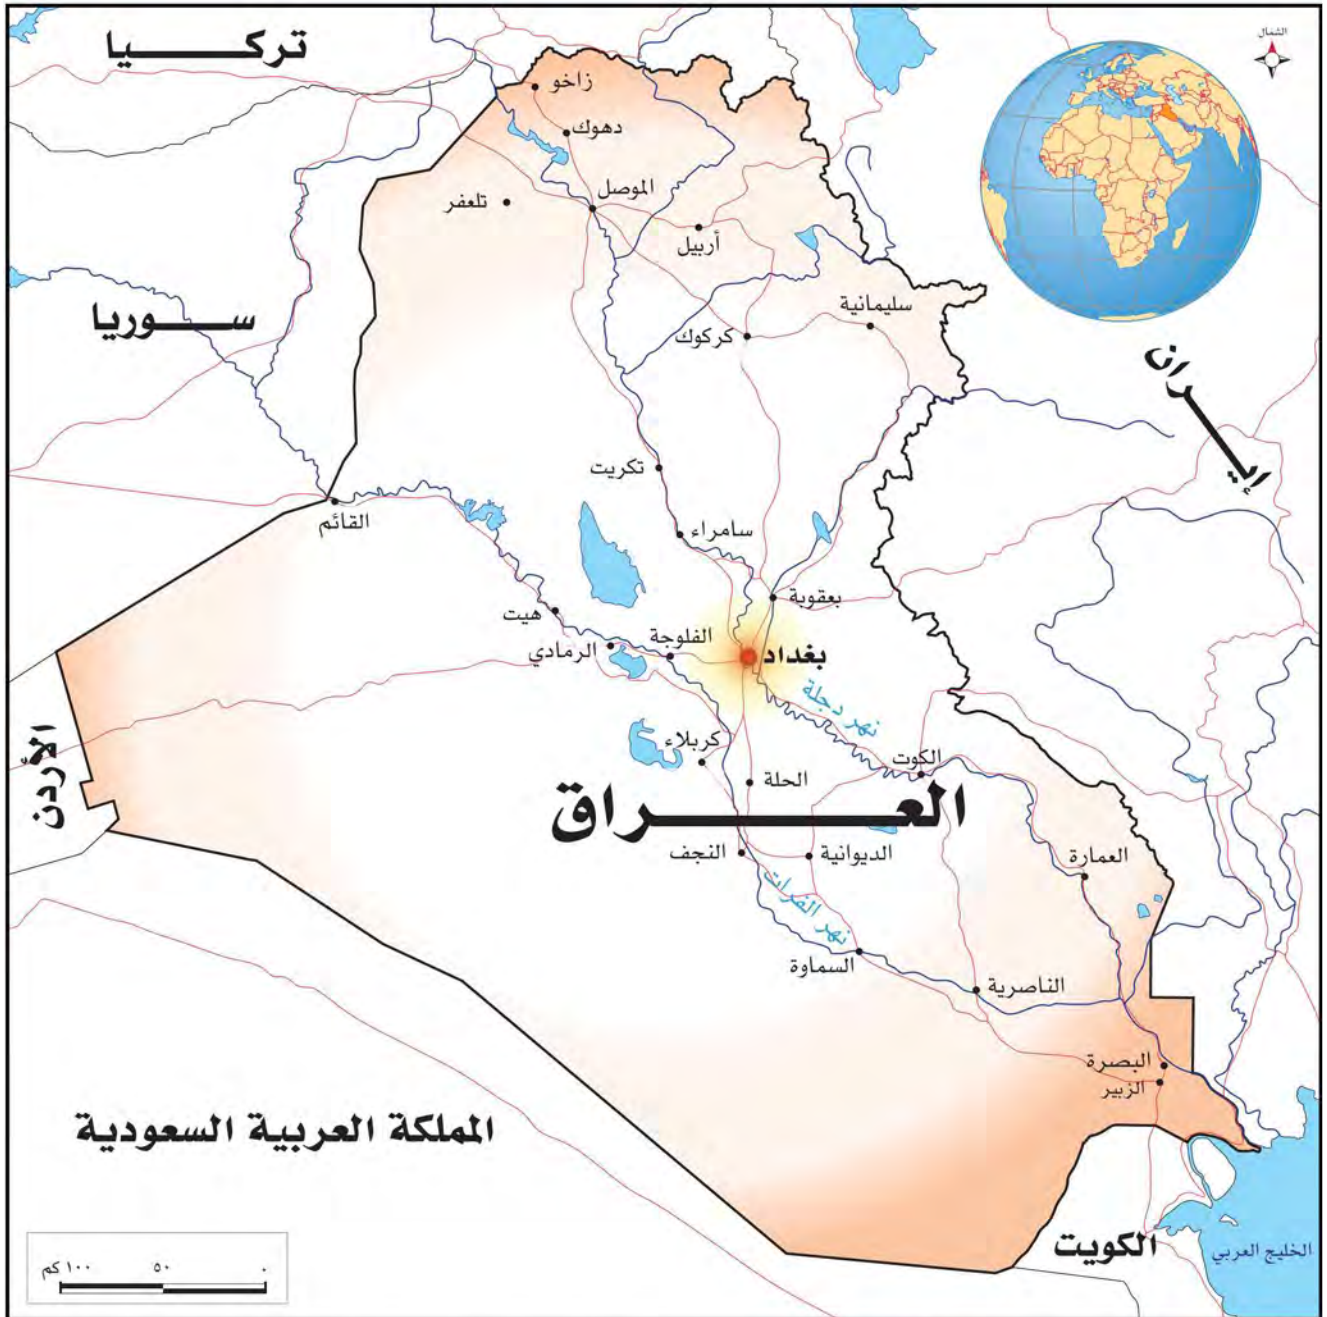 تركيا
الشمال
زاخو
دهوك
الموصل
تلعفر
أربيل
سوريا
سليمانية
كركوك
إيران
تكريت
القائم
سامراء
بعقوبة
هيت
الفلوجة
الرمادي
بغداد
نهر دجلة
الأردن
كربلاء
الكوت
الحلة
العراق
النجف
الديوانية
العمارة
نهر الفرات
السماوة
الناصرية
البصرة
الزبير
المملكة العربية السعودية
الكويت
الخليج العربي
٠ ٥٠ ١٠٠ كم